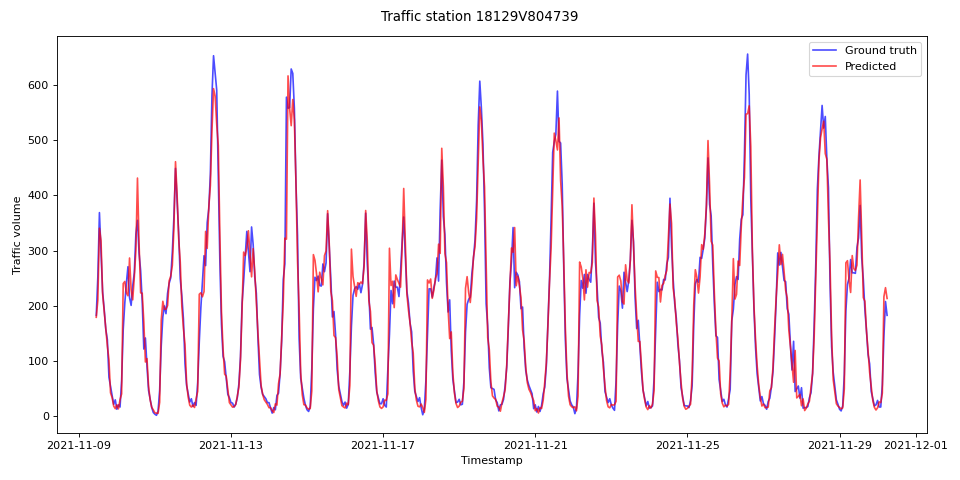 Traffic station 18129V804739
Ground truth
Predicted
Traffic volume
600
500
400
300
200
100
0
2021-11-09
2021-11-13
2021-11-17
2021-11-21
2021-11-25
2021-11-29
2021-12-01
Timestamp